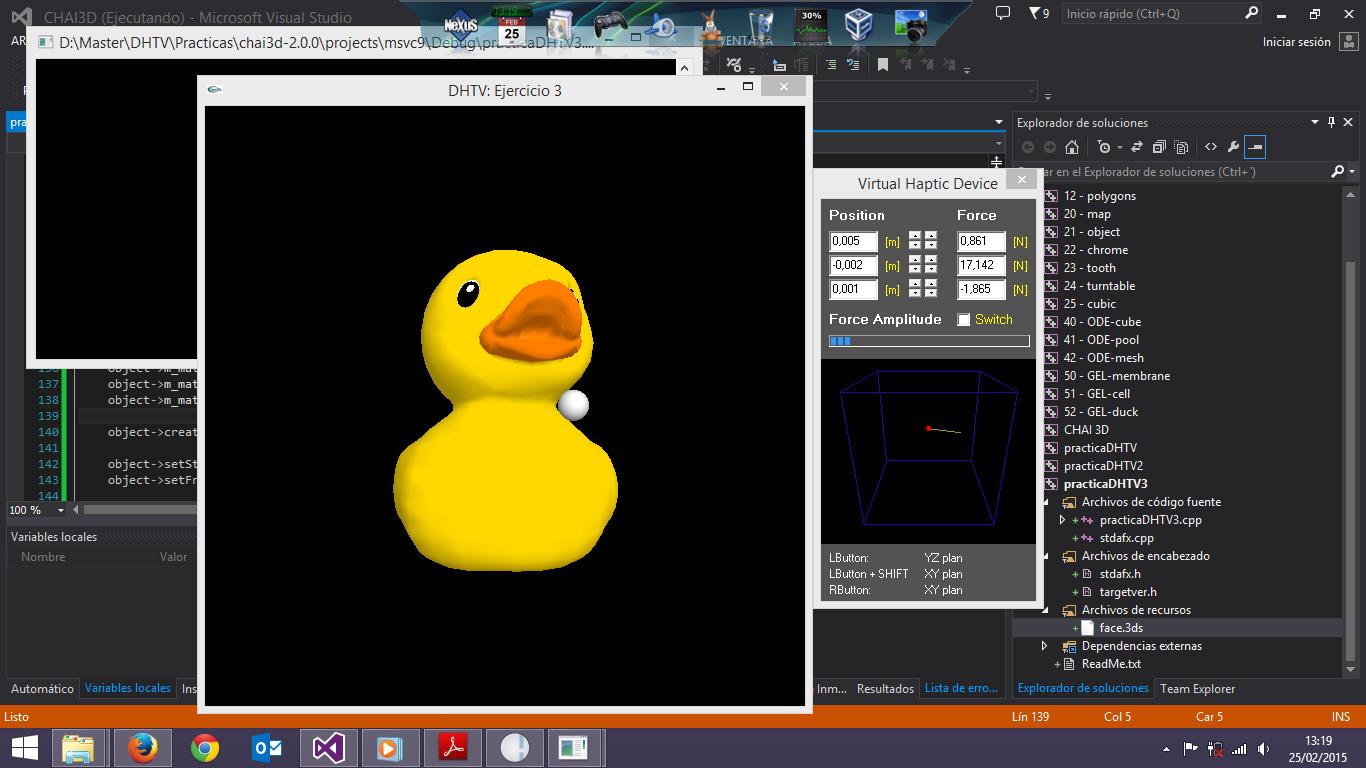 CHAI3D (Ejecutando) - Microsoft Visual Studio
NeXuS
13:19
FEB
25
30%
9
Inicio rápido (Ctrl+Q)
VENTANA
AYUDA
Iniciar sesión
D:\Master\DHTV\Practicas\chai3d-2.0.0\projects\msvc9\Debug\practicaDHTV3....
DHTV: Ejercicio 3
pra
137 object->m_mat
138 object->m_mat
139
140 object->creat
141
142 object->setSt
143 object->setFr
144
100 %
Variables locales
Nombre Valor
Automático Variables locales Ins
Inm... Resultados Lista de erro...
Virtual Haptic Device
Position Force
0,005 [m] 0,861 [N]
-0,002 [m] 17,142 [N]
0,001 [m] -1,865 [N]
Force Amplitude Switch
LButton: YZ plan
LButton + SHIFT XY plan
RButton: XY plan
Explorador de soluciones
ar en el Explorador de soluciones (Ctrl+`)
12 - polygons
20 - map
21 - object
22 - chrome
23 - tooth
24 - turntable
25 - cubic
40 - ODE-cube
41 - ODE-pool
42 - ODE-mesh
50 - GEL-membrane
51 - GEL-cell
52 - GEL-duck
CHAI 3D
practicaDHTV
practicaDHTV2
practicaDHTV3
Archivos de código fuente
practicaDHTV3.cpp
stdafx.cpp
Archivos de encabezado
stdafx.h
targetver.h
Archivos de recursos
face.3ds
Dependencias externas
ReadMe.txt
Explorador de soluciones Team Explorer
Listo
Lín 139 Col 5 Car 5 INS
13:19
25/02/2015